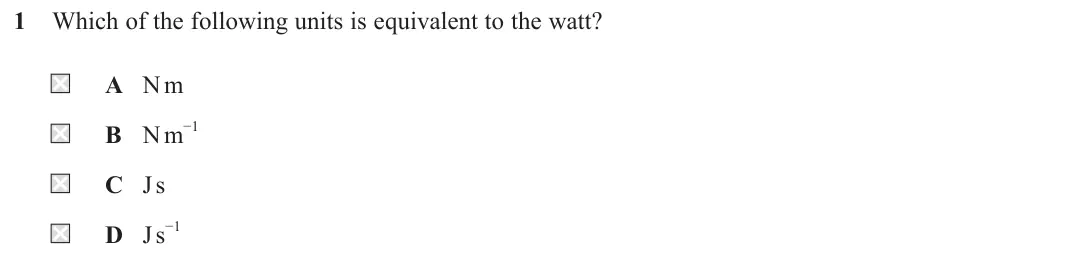 1 Which of the following units is equivalent to the watt?
A N m
B N m⁻¹
C J s
D J s⁻¹